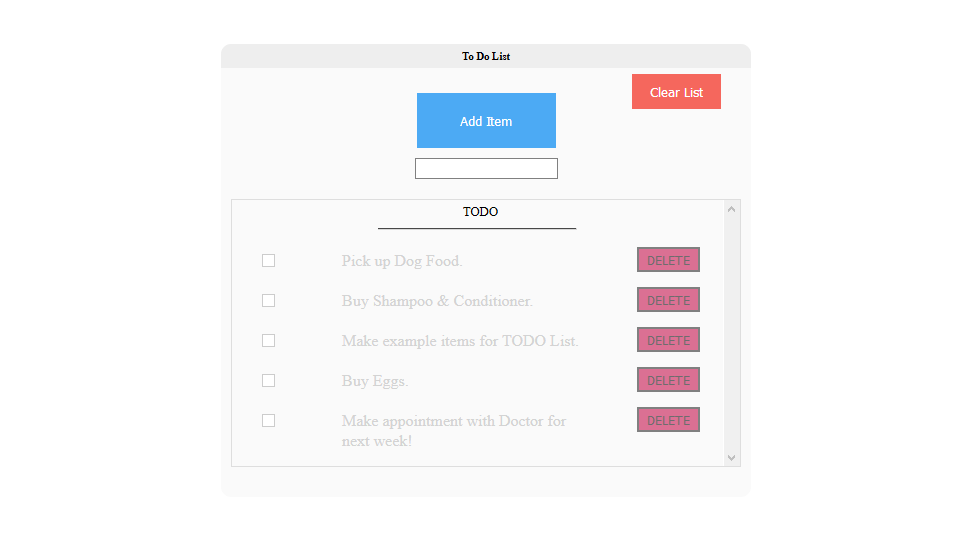 To Do List
Clear List
Add Item
TODO
Pick up Dog Food.
DELETE
Buy Shampoo & Conditioner.
DELETE
Make example items for TODO List.
DELETE
Buy Eggs.
DELETE
Make appointment with Doctor for
next week!
DELETE